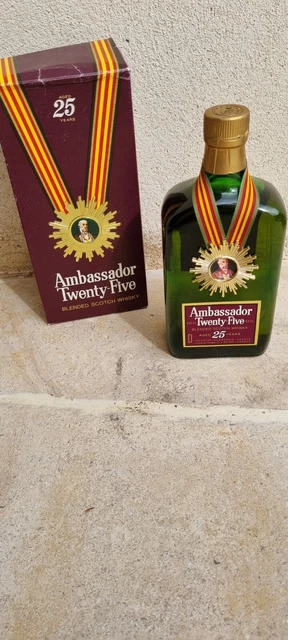 AGED
25
YEARS
Ambassador
Twenty-Five
BLENDED SCOTCH WHISKY
Ambassador
Twenty-Five
BLENDED SCOTCH WHISKY
AGED 25 YEARS